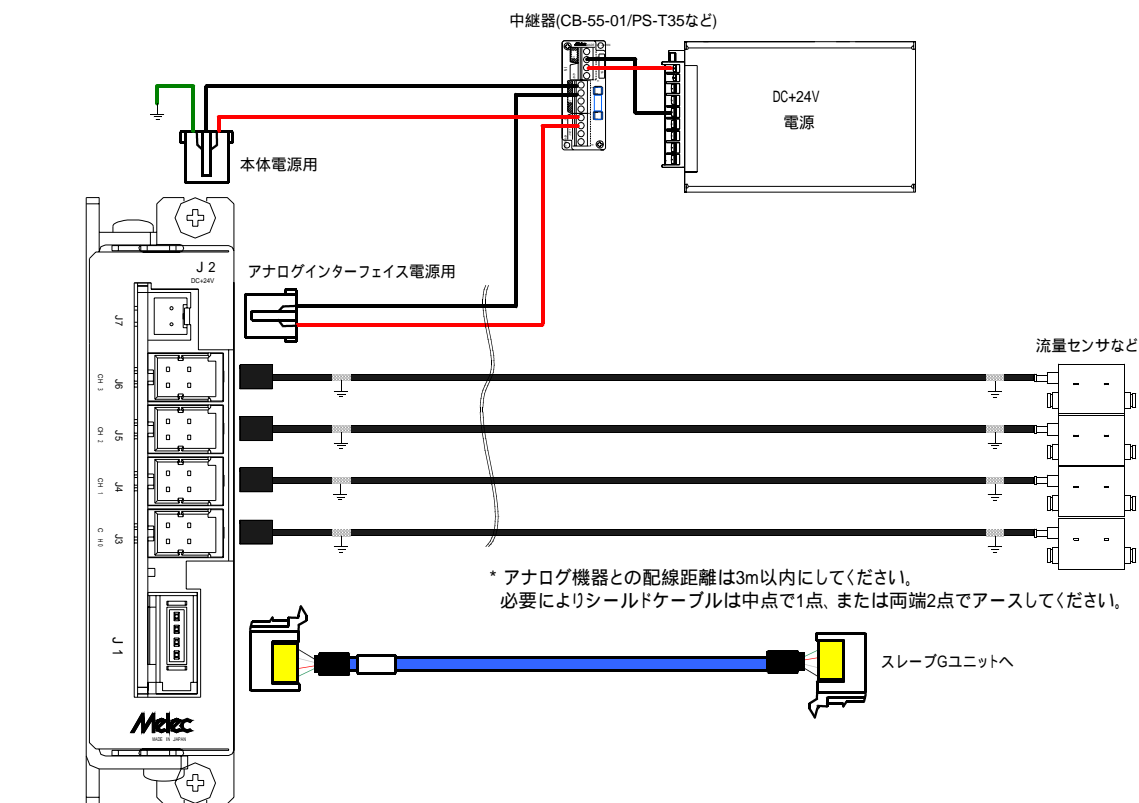 中継器(CB-55-01/PS-T35など)
DC+24V
電源
本体電源用
J 2
DC+24V
アナログインターフェイス電源用
J7
流量センサなど
CH 3 J6
CH 2 J5
CH 1 J4
C H0 J3
* アナログ機器との配線距離は3m以内にしてください。
必要によりシールドケーブルは中点で1点、または両端2点でアースしてください。
J 1
スレーブGユニットへ
Melec
MADE IN JAPAN